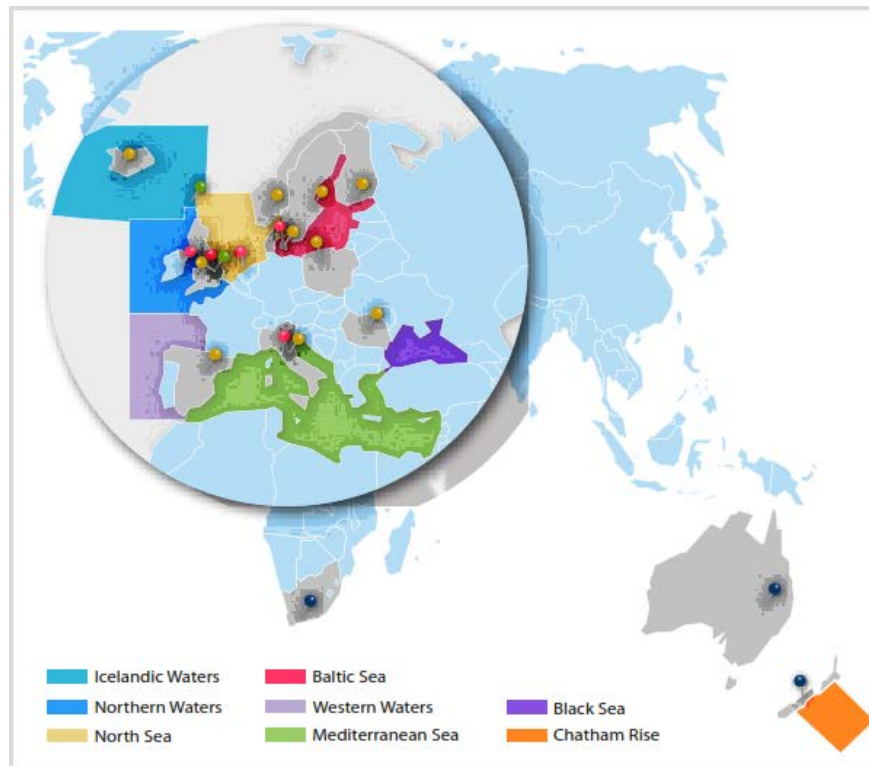 Icelandic Waters
Northern Waters
North Sea
Baltic Sea
Western Waters
Mediterranean Sea
Black Sea
Chatham Rise